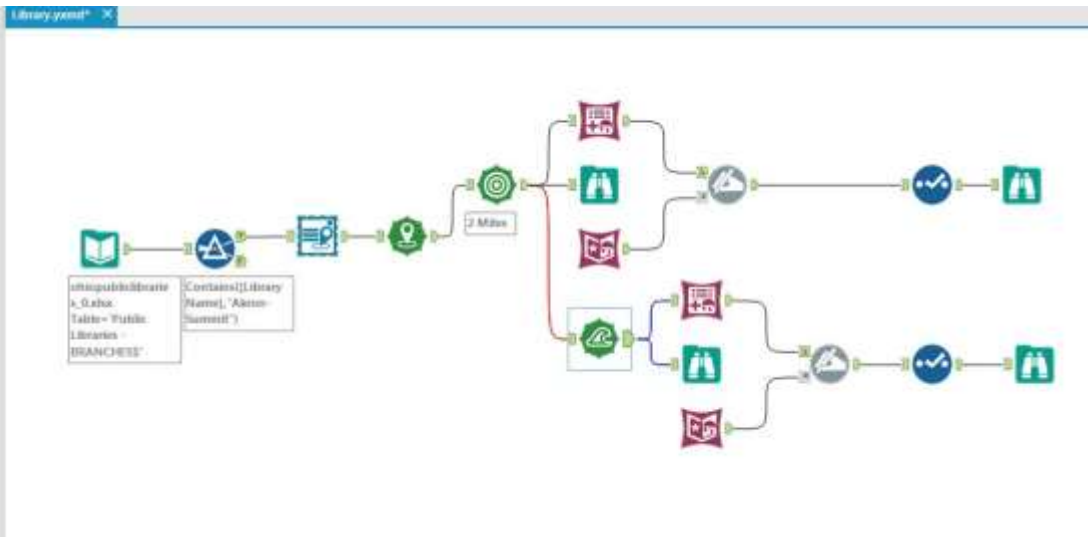 Library.yxmd*
2 Miles
ohiopubliclibrarie
s_0.xlsx
Table='Public
Libraries -
BRANCHES$'
Contains([Library
Name], "Akron-
Summit")